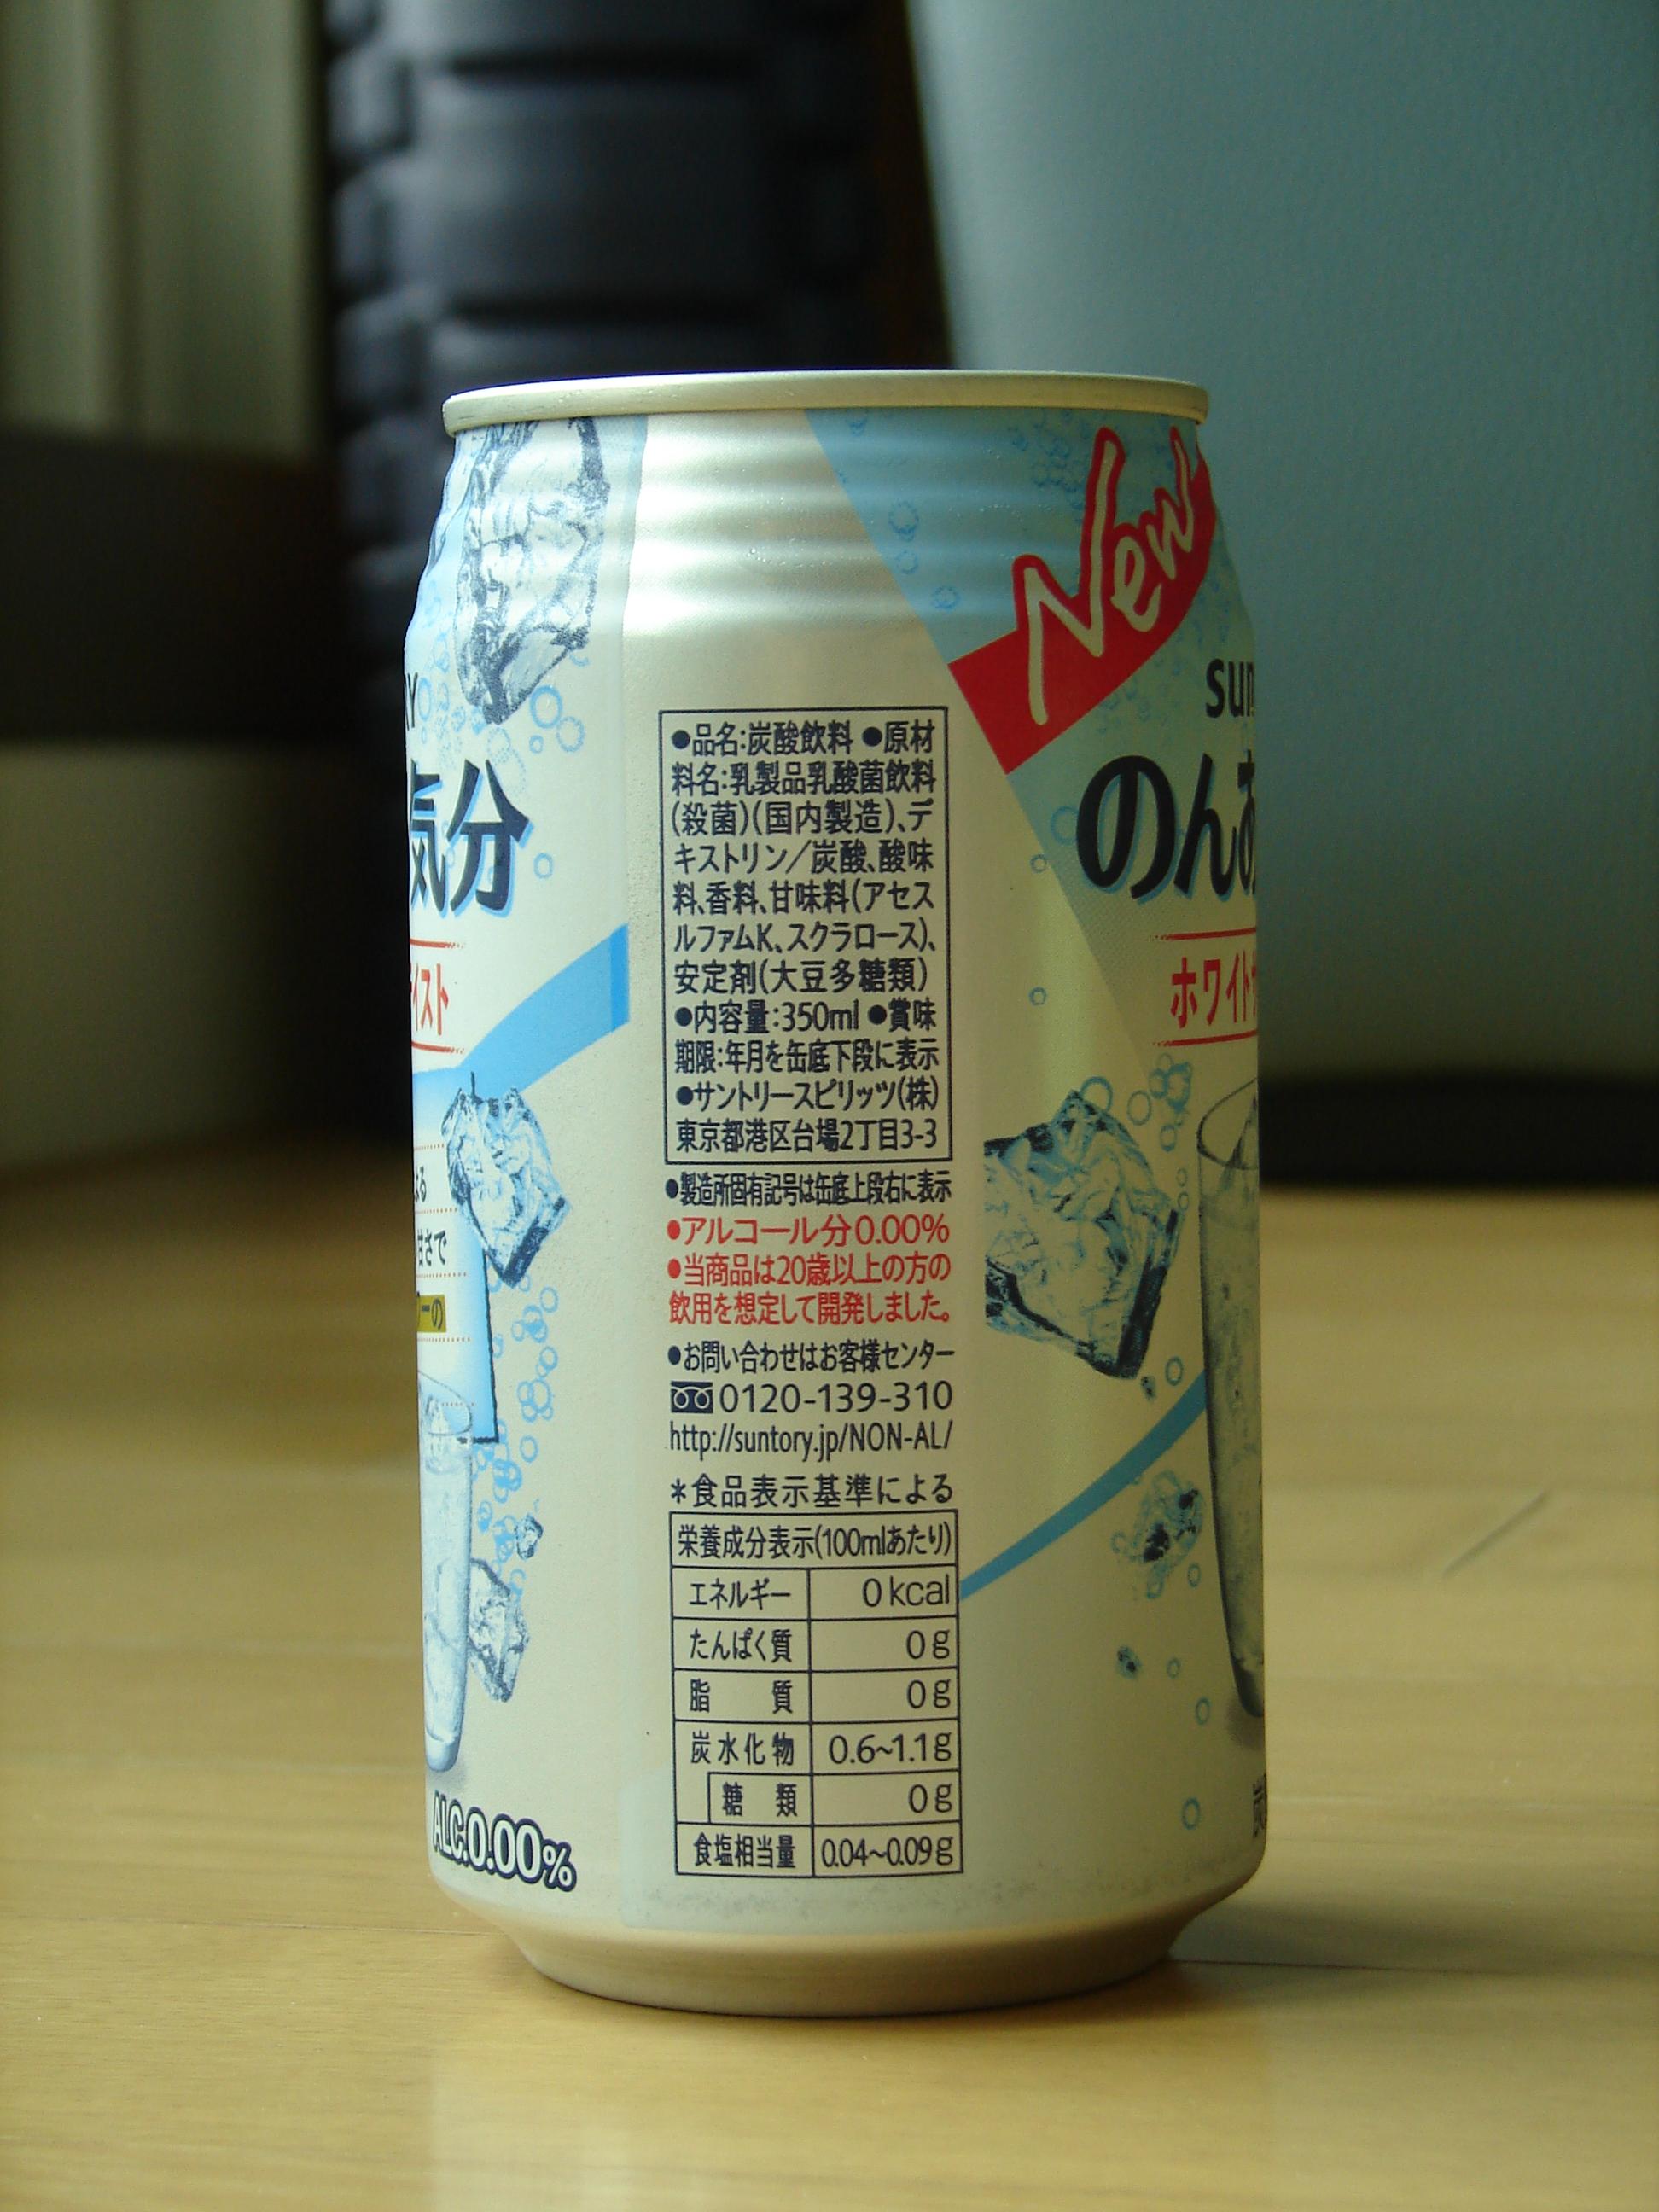 New
RY
気分
イスト
甘さで
ーの
ALC.0.00%
●品名:炭酸飲料 ●原材
料名:乳製品乳酸菌飲料
(殺菌)(国内製造)、デ
キストリン/炭酸、酸味
料、香料、甘味料(アセス
ルファムK、スクラロース)、
安定剤(大豆多糖類)
●内容量:350ml ●賞味
期限:年月を缶底下段に表示
●サントリースピリッツ(株)
東京都港区台場2丁目3-3
●製造所固有記号は缶底上段右に表示
●アルコール分0.00%
●当商品は20歳以上の方の
飲用を想定して開発しました。
●お問い合わせはお客様センター
0120-139-310
http://suntory.jp/NON-AL/
*食品表示基準による
栄養成分表示(100mlあたり)
エネルギー 0kcal
たんぱく質 0g
脂質 0g
炭水化物 0.6~1.1g
糖類 0g
食塩相当量 0.04~0.09g
SUN
のんあ
ホワイト